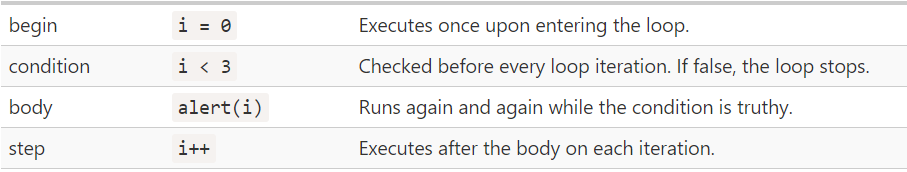 begin i = 0 Executes once upon entering the loop.
condition i < 3 Checked before every loop iteration. If false, the loop stops.
body alert(i) Runs again and again while the condition is truthy.
step i++ Executes after the body on each iteration.